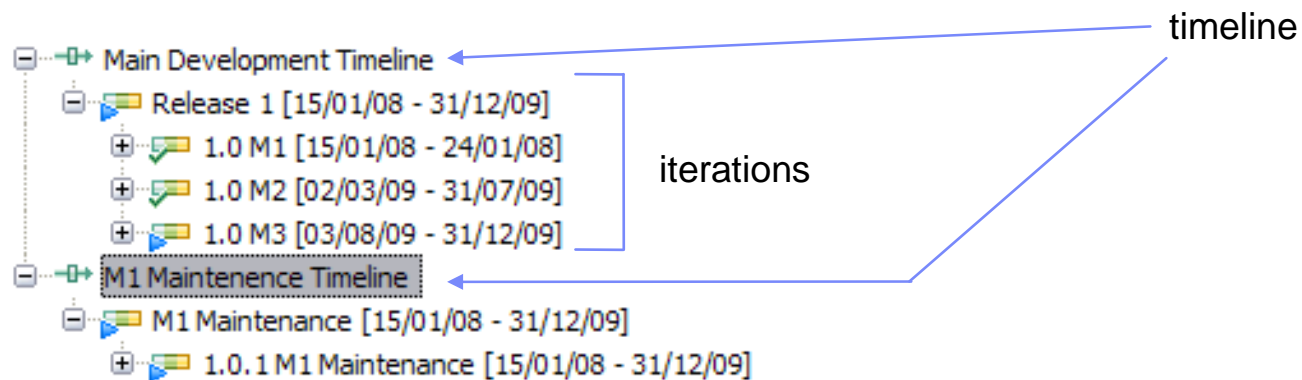 timeline
Main Development Timeline
Release 1 [15/01/08 - 31/12/09]
1.0 M1 [15/01/08 - 24/01/08]
iterations
1.0 M2 [02/03/09 - 31/07/09]
1.0 M3 [03/08/09 - 31/12/09]
M1 Maintenence Timeline
M1 Maintenance [15/01/08 - 31/12/09]
1.0.1 M1 Maintenance [15/01/08 - 31/12/09]